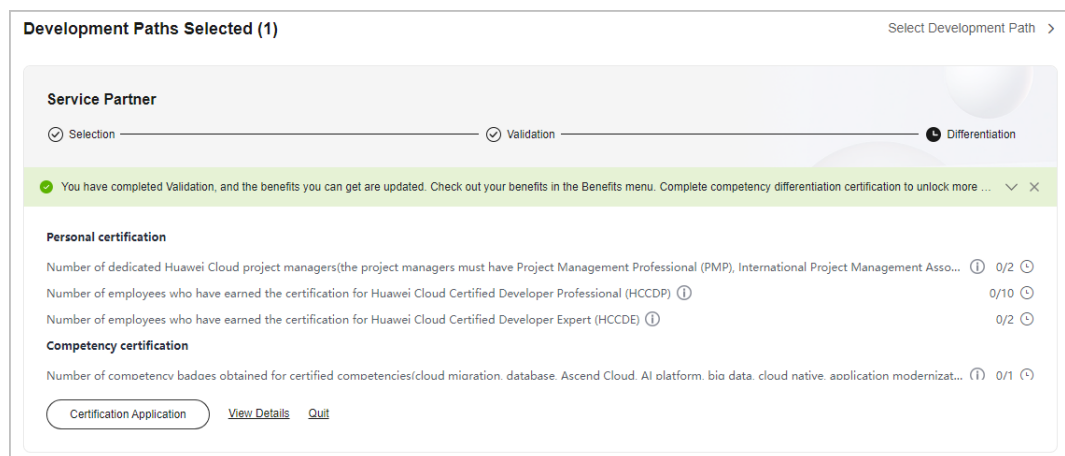 Development Paths Selected (1)
Select Development Path
Service Partner
Selection
Validation
Differentiation
You have completed Validation, and the benefits you can get are updated. Check out your benefits in the Benefits menu. Complete competency differentiation certification to unlock more ...
Personal certification
Number of dedicated Huawei Cloud project managers(the project managers must have Project Management Professional (PMP), International Project Management Asso... 0/2
Number of employees who have earned the certification for Huawei Cloud Certified Developer Professional (HCCDP) 0/10
Number of employees who have earned the certification for Huawei Cloud Certified Developer Expert (HCCDE) 0/2
Competency certification
Number of competency badges obtained for certified competencies(cloud migration, database, Ascend Cloud, AI platform, big data, cloud native, application modernizat... 0/1
Certification Application
View Details
Quit